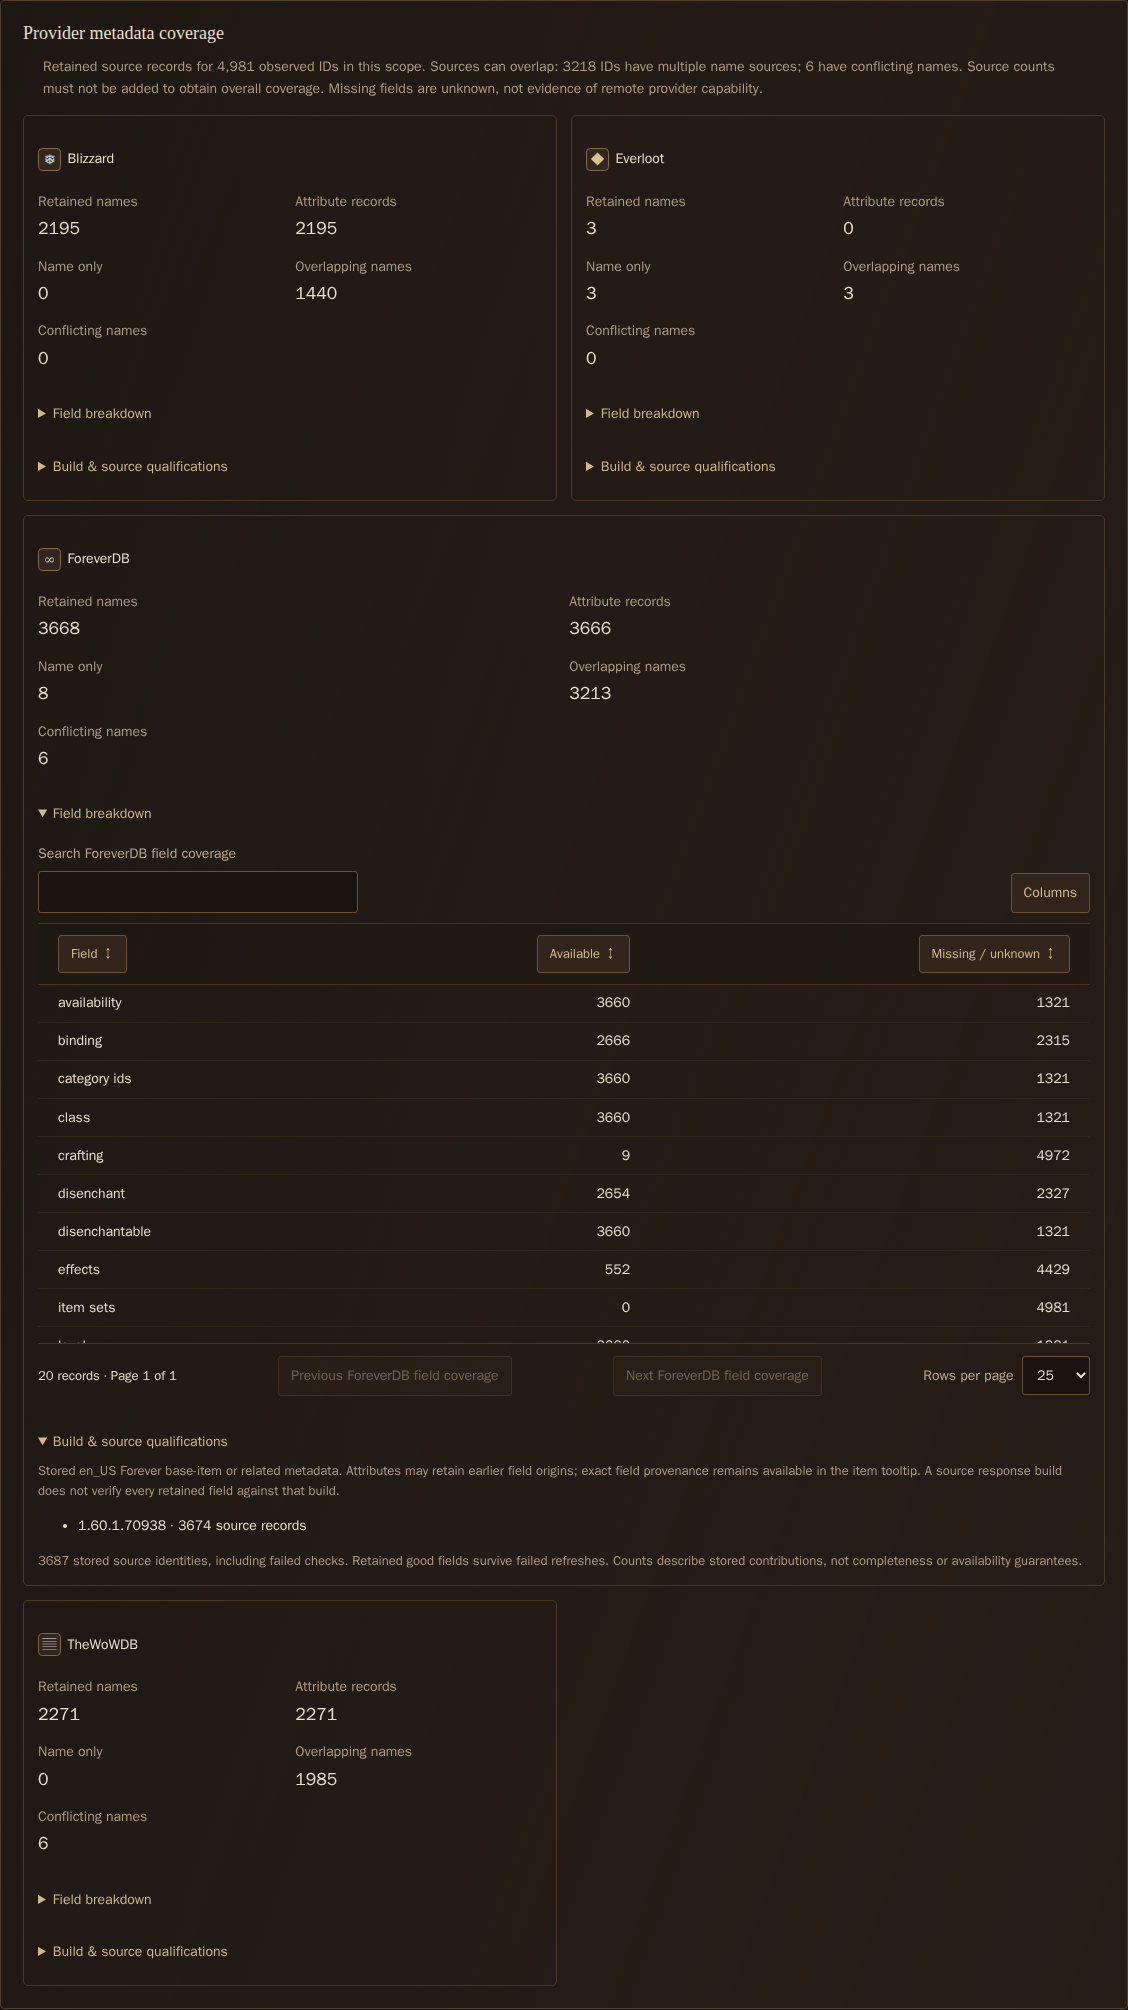 Provider metadata coverage
Retained source records for 4,981 observed IDs in this scope. Sources can overlap: 3218 IDs have multiple name sources; 6 have conflicting names. Source counts
must not be added to obtain overall coverage. Missing fields are unknown, not evidence of remote provider capability.
Blizzard
Retained names
Attribute records
2195
2195
Name only
Overlapping names
0
1440
Conflicting names
0
▶ Field breakdown
▶ Build & source qualifications
Everloot
Retained names
Attribute records
3
0
Name only
Overlapping names
3
3
Conflicting names
0
▶ Field breakdown
▶ Build & source qualifications
∞ ForeverDB
Retained names
Attribute records
3668
3666
Name only
Overlapping names
8
3213
Conflicting names
6
▼ Field breakdown
Search ForeverDB field coverage
Columns
Field ↕ Available ↕ Missing / unknown ↕
availability 3660 1321
binding 2666 2315
category ids 3660 1321
class 3660 1321
crafting 9 4972
disenchant 2654 2327
disenchantable 3660 1321
effects 552 4429
item sets 0 4981
20 records · Page 1 of 1 Previous ForeverDB field coverage Next ForeverDB field coverage Rows per page 25
▼ Build & source qualifications
Stored en_US Forever base-item or related metadata. Attributes may retain earlier field origins; exact field provenance remains available in the item tooltip. A source response build
does not verify every retained field against that build.
• 1.60.1.70938 · 3674 source records
3687 stored source identities, including failed checks. Retained good fields survive failed refreshes. Counts describe stored contributions, not completeness or availability guarantees.
TheWoWDB
Retained names
Attribute records
2271
2271
Name only
Overlapping names
0
1985
Conflicting names
6
▶ Field breakdown
▶ Build & source qualifications